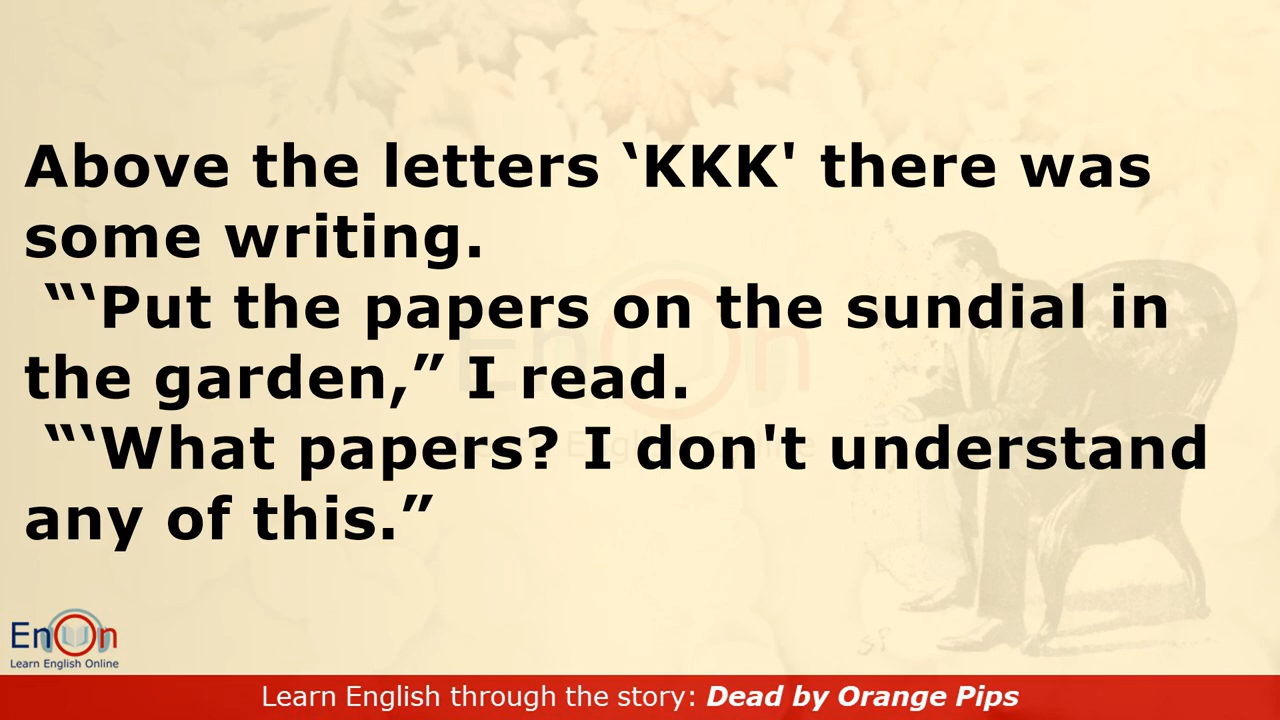 Above the letters ‘KKK' there was
some writing.
“‘Put the papers on the sundial in
the garden,” I read.
“‘What papers? I don't understand
any of this.”
EnOn
Learn English Online
Learn English through the story: Dead by Orange Pips